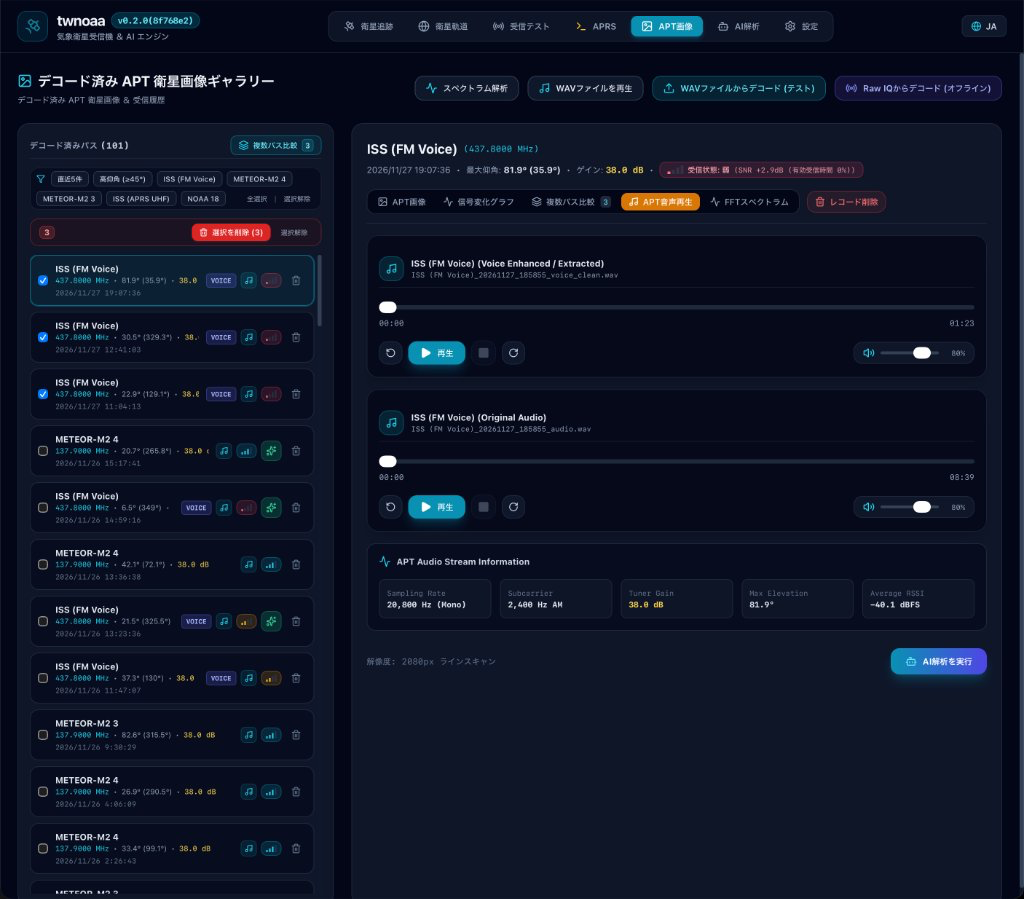 twnoaa v0.2.0(8f768e2)
気象衛星受信機 & AI エンジン
衛星追跡 衛星軌道 受信テスト APRS APT画像 AI解析 設定
JA
デコード済み APT 衛星画像ギャラリー
デコード済み APT 衛星画像 & 受信履歴
スペクトラム解析 WAVファイルを再生 WAVファイルからデコード (テスト) Raw IQからデコード (オフライン)
デコード済みパス (101) 複数パス比較 3
直近5件 高仰角 (≥45°) ISS (FM Voice) METEOR-M2 4
METEOR-M2 3 ISS (APRS UHF) NOAA 18 全選択 | 選択解除
3 選択を削除 (3) 選択解除
ISS (FM Voice)
437.8000 MHz • 81.9° (35.9°) • 38.0 VOICE
2026/11/27 19:07:36
ISS (FM Voice)
437.8000 MHz • 30.5° (329.3°) • 38. VOICE
2026/11/27 12:41:03
ISS (FM Voice)
437.8000 MHz • 22.9° (129.1°) • 38.0 VOICE
2026/11/27 11:04:13
METEOR-M2 4
137.9000 MHz • 20.7° (265.8°) • 38.0
2026/11/26 15:17:41
ISS (FM Voice)
437.8000 MHz • 6.5° (349°) • VOICE
2026/11/26 14:59:16
METEOR-M2 4
137.9000 MHz • 42.1° (72.1°) • 38.0 dB
2026/11/26 13:36:38
ISS (FM Voice)
437.8000 MHz • 21.5° (325.5°) VOICE
2026/11/26 13:23:36
ISS (FM Voice)
437.8000 MHz • 37.3° (130°) • 38.0 VOICE
2026/11/26 11:47:07
METEOR-M2 3
137.9000 MHz • 82.6° (315.5°) • 38.0 dB
2026/11/26 9:30:29
METEOR-M2 4
137.9000 MHz • 26.9° (290.5°) • 38.0 dB
2026/11/26 4:06:09
METEOR-M2 4
137.9000 MHz • 33.4° (99.1°) • 38.0 dB
2026/11/26 2:26:43
METEOR-M2 3
ISS (FM Voice) (437.8000 MHz)
2026/11/27 19:07:36 • 最大仰角: 81.9° (35.9°) • ゲイン: 38.0 dB • 受信状態: 弱 (SNR +2.9dB (有効受信時間 0%))
APT画像 信号変化グラフ 複数パス比較 3 APT音声再生 FFTスペクトラム レコード削除
ISS (FM Voice) (Voice Enhanced / Extracted)
ISS (FM Voice)_20261127_185855_voice_clean.wav
00:00 01:23
再生 80%
ISS (FM Voice) (Original Audio)
ISS (FM Voice)_20261127_185855_audio.wav
00:00 08:39
再生 80%
APT Audio Stream Information
Sampling Rate Subcarrier Tuner Gain Max Elevation Average RSSI
20,800 Hz (Mono) 2,400 Hz AM 38.0 dB 81.9° -40.1 dBFS
解像度: 2080px ラインスキャン AI解析を実行